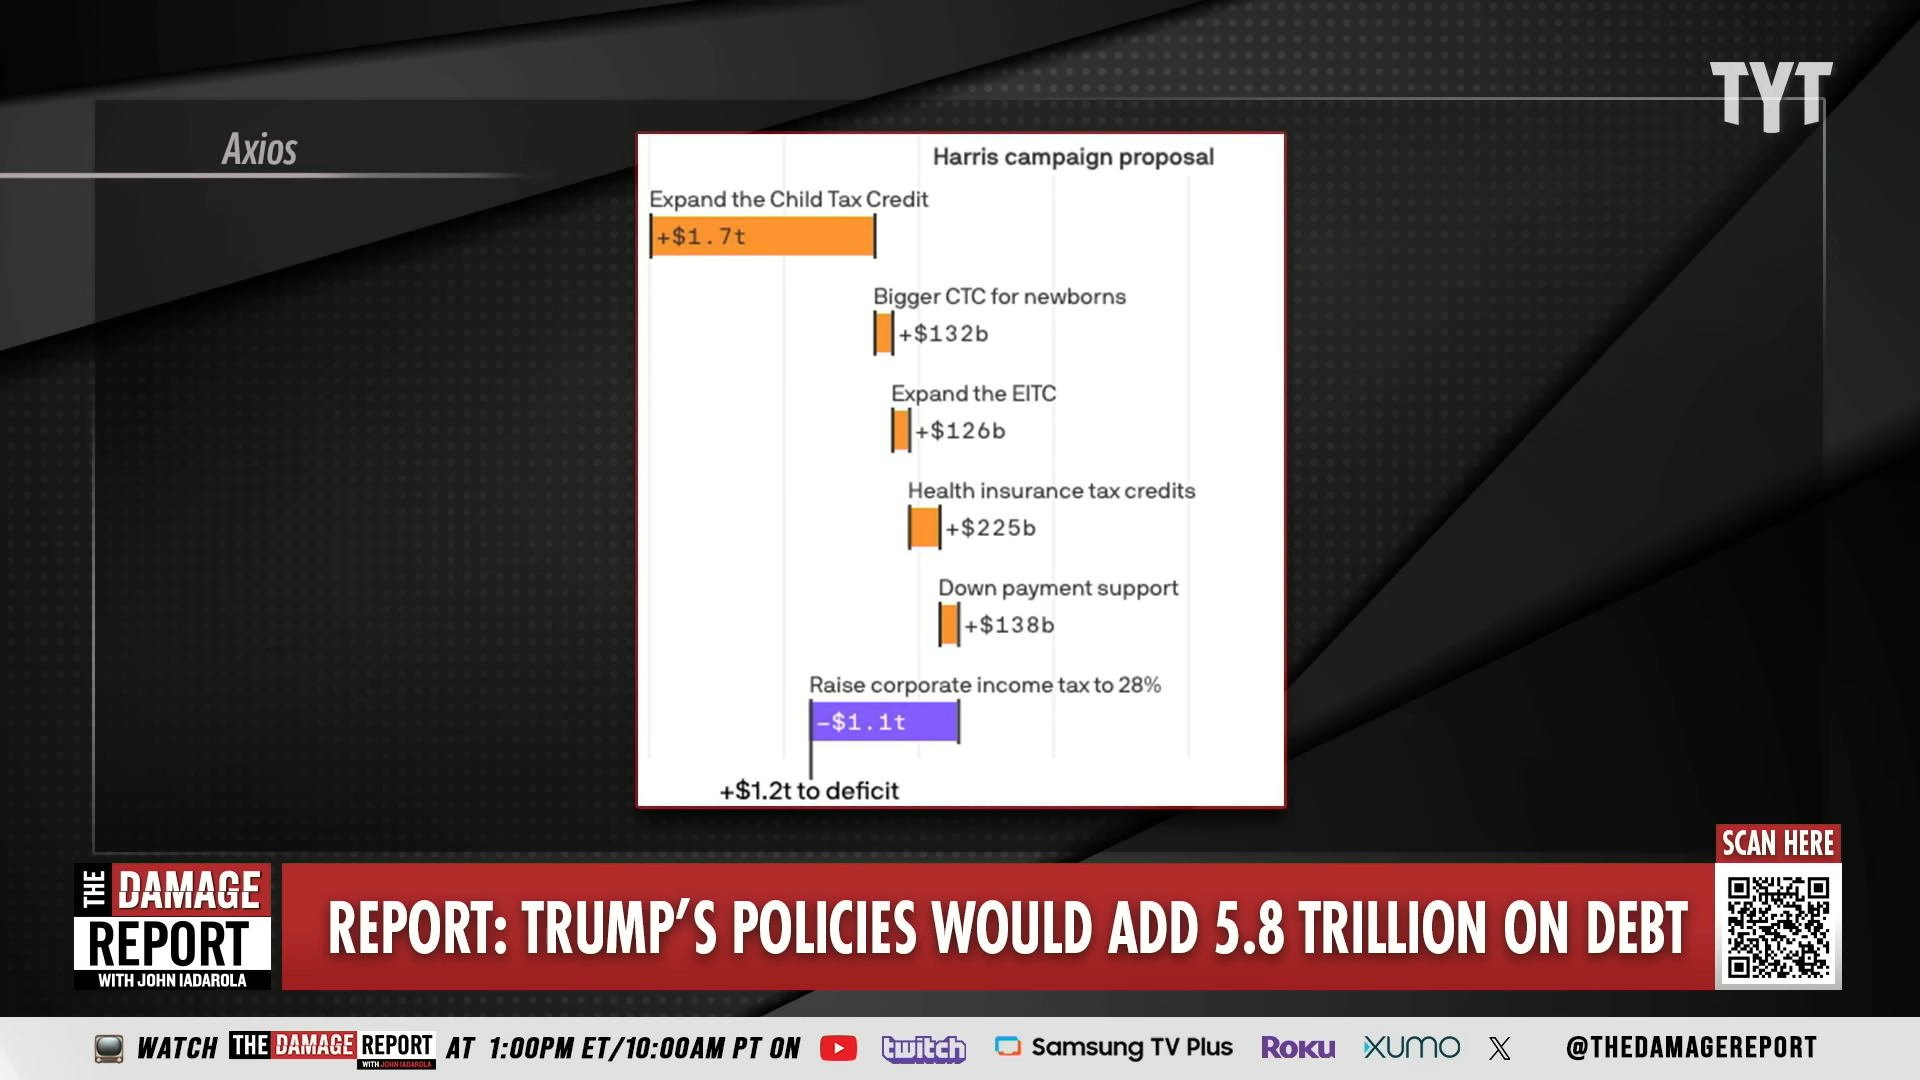 TYT
Axios
Harris campaign proposal
Expand the Child Tax Credit
+$1.7t
Bigger CTC for newborns
+$132b
Expand the EITC
+$126b
Health insurance tax credits
+$225b
Down payment support
+$138b
Raise corporate income tax to 28%
−$1.1t
+$1.2t to deficit
SCAN HERE
THE DAMAGE
REPORT
WITH JOHN IADAROLA
REPORT: TRUMP'S POLICIES WOULD ADD 5.8 TRILLION ON DEBT
WATCH THE DAMAGE REPORT WITH JOHN IADAROLA AT 1:00PM ET/10:00AM PT ON twitch Samsung TV Plus Roku XUMO X @THEDAMAGEREPORT